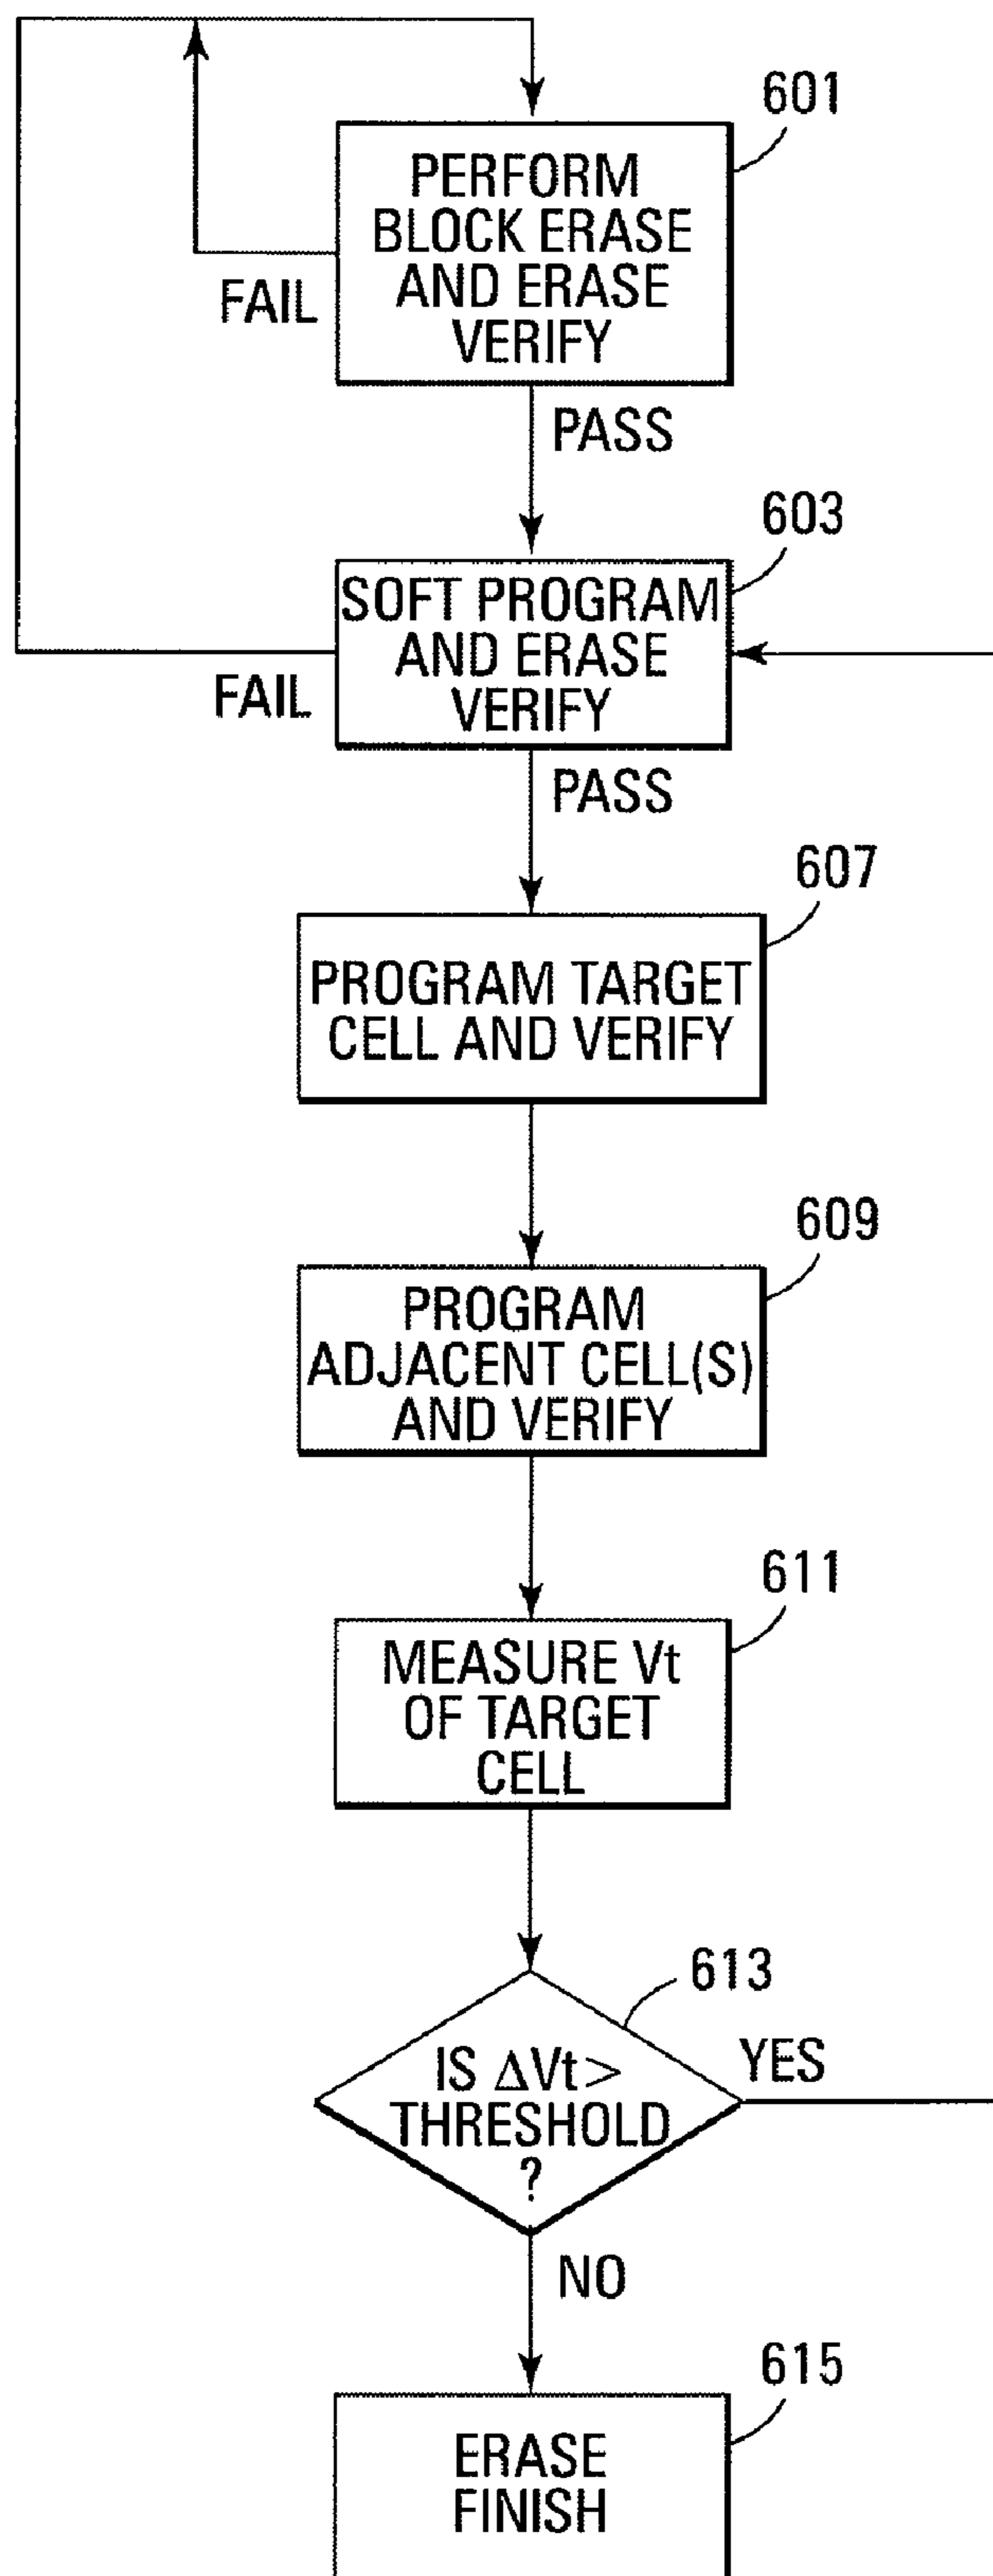 601
PERFORM
BLOCK ERASE
AND ERASE
VERIFY
FAIL
PASS
603
SOFT PROGRAM
AND ERASE
VERIFY
FAIL
PASS
607
PROGRAM TARGET
CELL AND VERIFY
609
PROGRAM
ADJACENT CELL(S)
AND VERIFY
611
MEASURE Vt
OF TARGET
CELL
613
IS ΔVt>
THRESHOLD
?
YES
NO
615
ERASE
FINISH